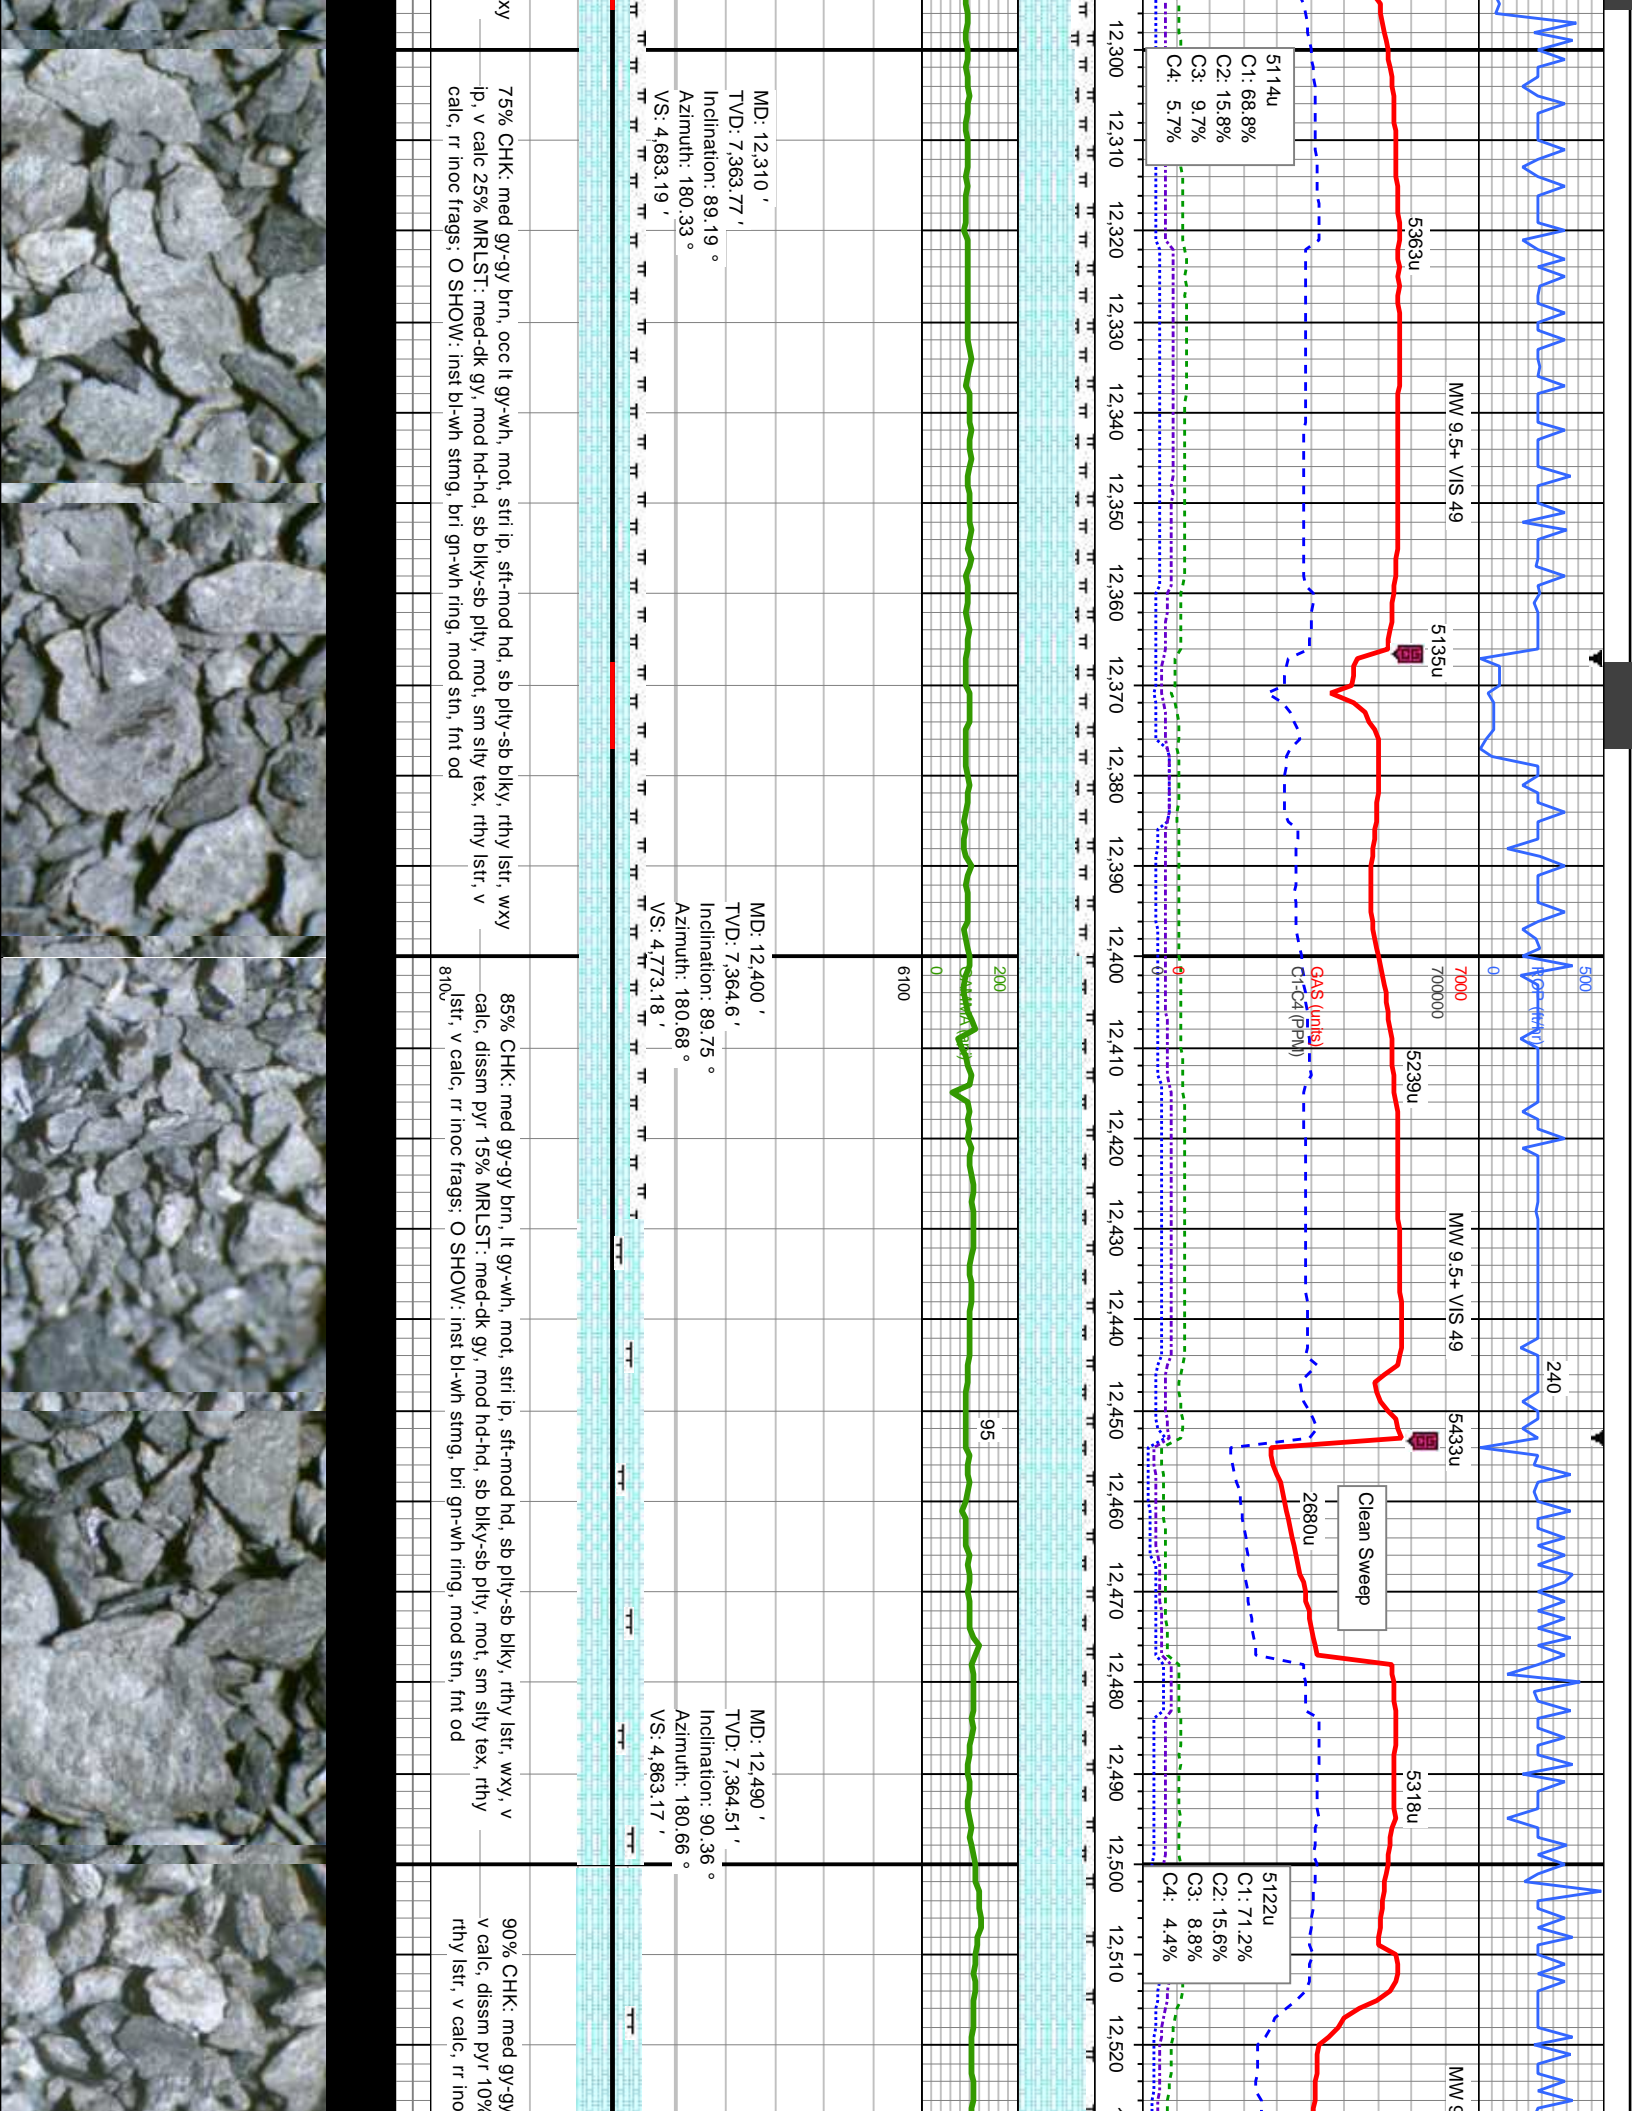 500
ROP (ft/hr)
0
240
MW 9.5+ VIS 49
MW 9.5+ VIS 49
MW 9
7000
700000
GAS (units)
C1-C4 (PPM)
0
0
5363u
5135u
5239u
5433u
2680u
Clean Sweep
5318u
5114u
C1: 68.8%
C2: 15.8%
C3: 9.7%
C4: 5.7%
5122u
C1: 71.2%
C2: 15.6%
C3: 8.8%
C4: 4.4%
12,300
12,310
12,320
12,330
12,340
12,350
12,360
12,370
12,380
12,390
12,400
12,410
12,420
12,430
12,440
12,450
12,460
12,470
12,480
12,490
12,500
12,510
12,520
200
0
95
6100
8100
MD: 12,310 '
TVD: 7,363.77 '
Inclination: 89.19 °
Azimuth: 180.33 °
VS: 4,683.19 '
MD: 12,400 '
TVD: 7,364.6 '
Inclination: 89.75 °
Azimuth: 180.68 °
VS: 4,773.18 '
MD: 12,490 '
TVD: 7,364.51 '
Inclination: 90.36 °
Azimuth: 180.66 °
VS: 4,863.17 '
xy
75% CHK: med gy-gy brn, occ lt gy-wh, mot, stri ip, sft-mod hd, sb plty-sb blky, rthy lstr, wxy
ip, v calc 25% MRLST: med-dk gy, mod hd-hd, sb blky-sb plty, mot, sm slty tex, rthy lstr, v
calc, rr inoc frags; O SHOW: inst bl-wh stmg, bri gn-wh ring, mod stn, fnt od
85% CHK: med gy-gy brn, lt gy-wh, mot, stri ip, sft-mod hd, sb plty-sb blky, rthy lstr, wxy, v
calc, dissm pyr 15% MRLST: med-dk gy, mod hd-hd, sb blky-sb plty, mot, sm slty tex, rthy
lstr, v calc, rr inoc frags; O SHOW: inst bl-wh stmg, bri gn-wh ring, mod stn, fnt od
90% CHK: med gy-gy
v calc, dissm pyr 10%
rthy lstr, v calc, rr ino